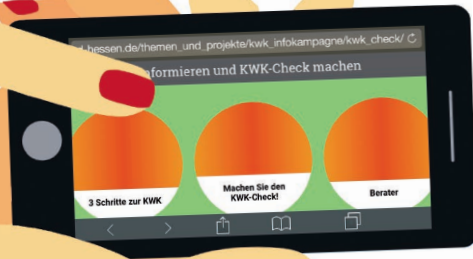 -hessen.de/themen_und_projekte/kwk_infokampagne/kwk_check/
formieren und KWK-Check machen
3 Schritte zur KWK
Machen Sie den
KWK-Check!
Berater